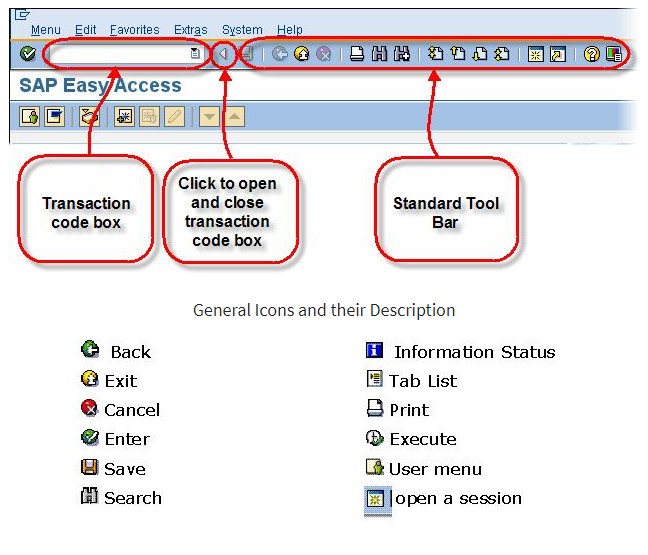 Menu Edit Favorites Extras System Help
SAP Easy Access
Transaction
code box
Click to open
and close
transaction
code box
Standard Tool
Bar
General Icons and their Description
Back
Exit
Cancel
Enter
Save
Search
Information Status
Tab List
Print
Execute
User menu
open a session